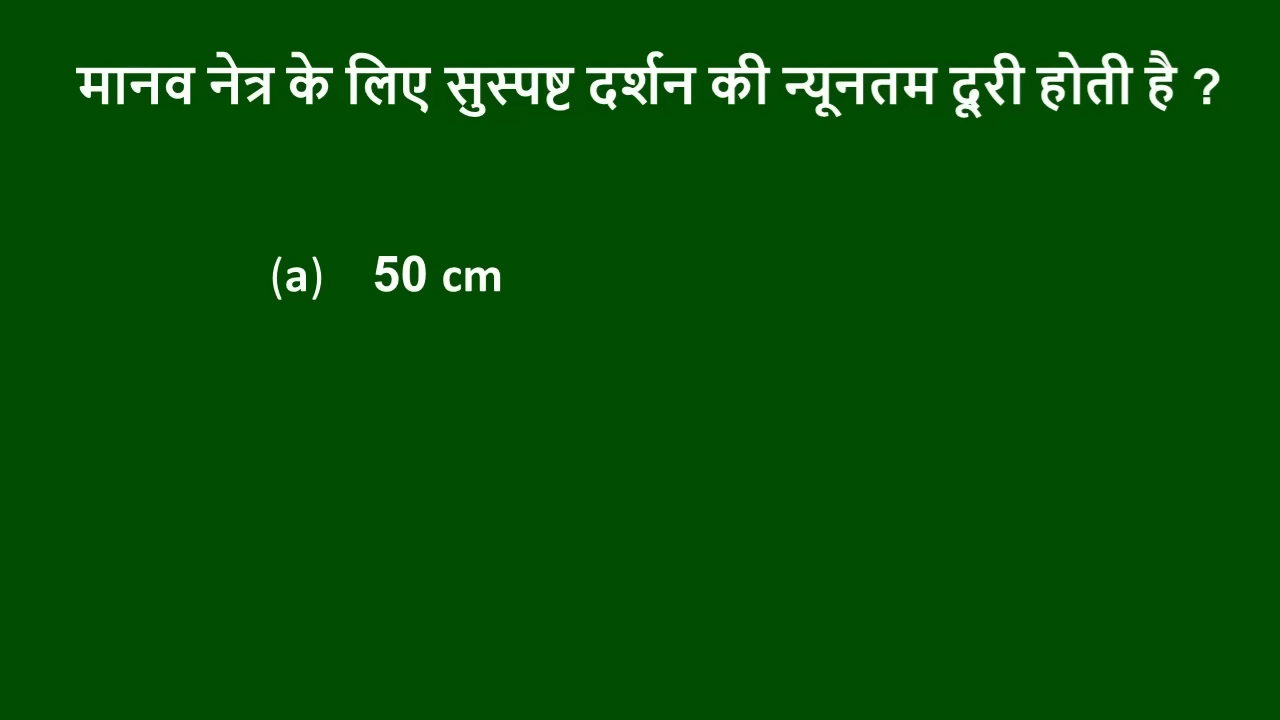 मानव नेत्र के लिए सुस्पष्ट दर्शन की न्यूनतम दूरी होती है ?
(a) 50 cm